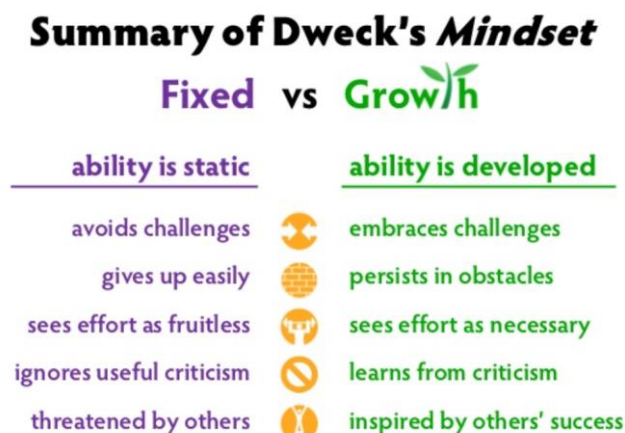 Summary of Dweck's Mindset
Fixed vs Growth
ability is static ability is developed
avoids challenges embraces challenges
gives up easily persists in obstacles
sees effort as fruitless sees effort as necessary
ignores useful criticism learns from criticism
threatened by others inspired by others' success